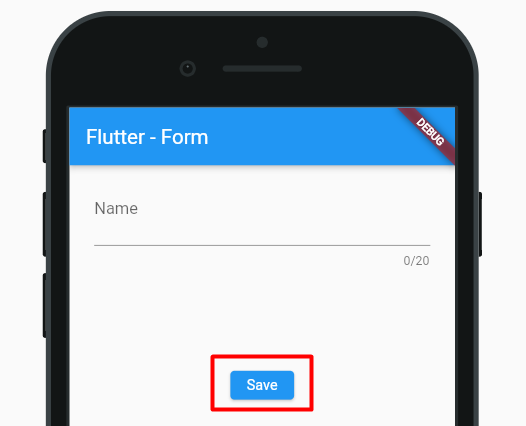 Flutter - Form
DEBUG
Name
0/20
Save